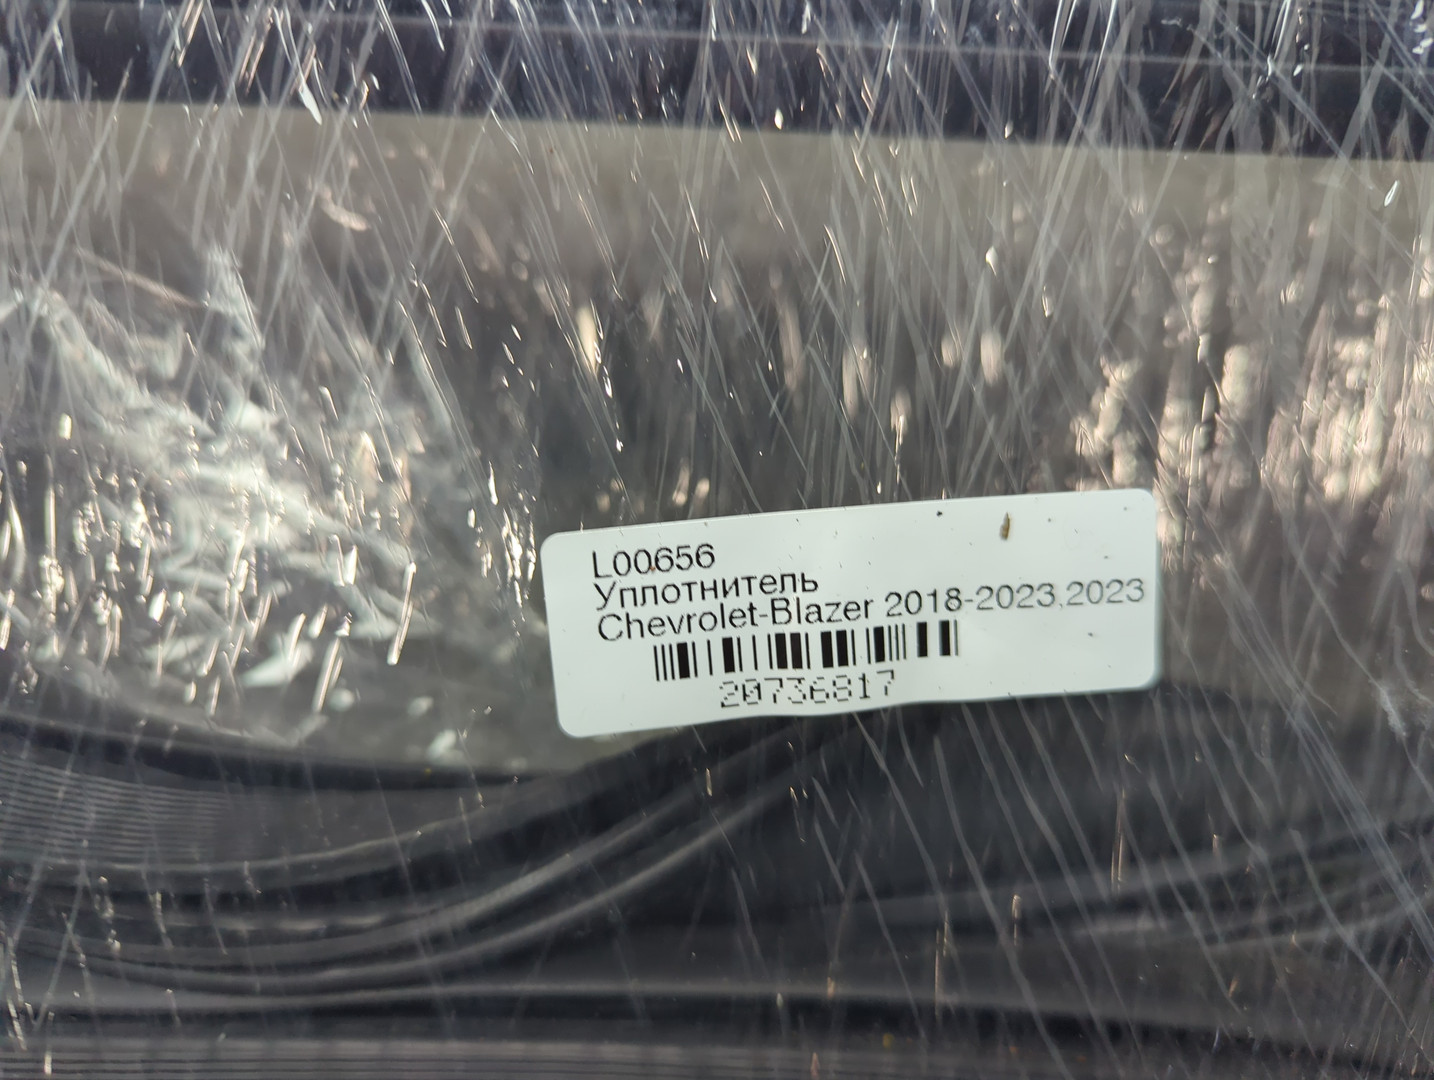 L00656
Уплотнитель
Chevrolet-Blazer 2018-2023,2023
20736817